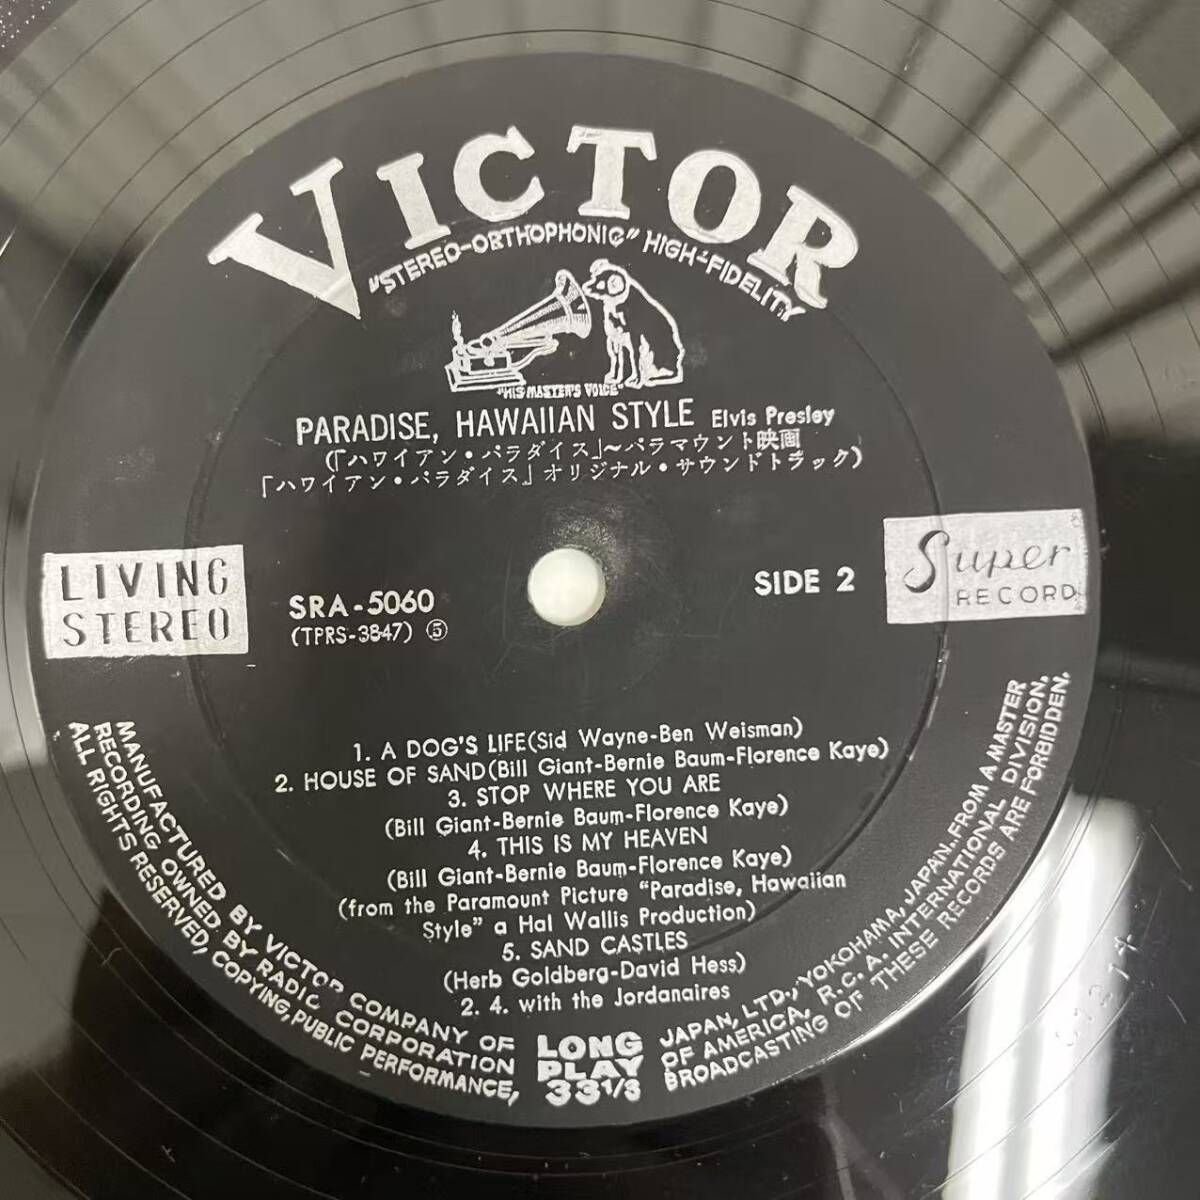 VICTOR
"STEREO-ORTHOPHONIC" HIGH-FIDELITY
"HIS MASTER'S VOICE"
PARADISE, HAWAIIAN STYLE Elvis Presley
(「ハワイアン・パラダイス」~パラマウント映画
「ハワイアン・パラダイス」オリジナル・サウンドトラック)
LIVING
STEREO
SRA-5060
(TPRS-3847) ⑤
SIDE 2
Super
RECORD
1. A DOG'S LIFE(Sid Wayne-Ben Weisman)
2. HOUSE OF SAND(Bill Giant-Bernie Baum-Florence Kaye)
3. STOP WHERE YOU ARE
(Bill Giant-Bernie Baum-Florence Kaye)
4. THIS IS MY HEAVEN
(Bill Giant-Bernie Baum-Florence Kaye)
(from the Paramount Picture "Paradise, Hawaiian
Style" a Hal Wallis Production)
5. SAND CASTLES
(Herb Goldberg-David Hess)
2. 4. with the Jordanaires
MANUFACTURED BY VICTOR COMPANY OF JAPAN, LTD., YOKOHAMA, JAPAN. FROM A MASTER
RECORDING OWNED BY RADIO CORPORATION OF AMERICA, R.C.A. INTERNATIONAL DIVISION.
ALL RIGHTS RESERVED, COPYING, PUBLIC PERFORMANCE, BROADCASTING OF THESE RECORDS ARE FORBIDDEN.
LONG
PLAY
33 1/3